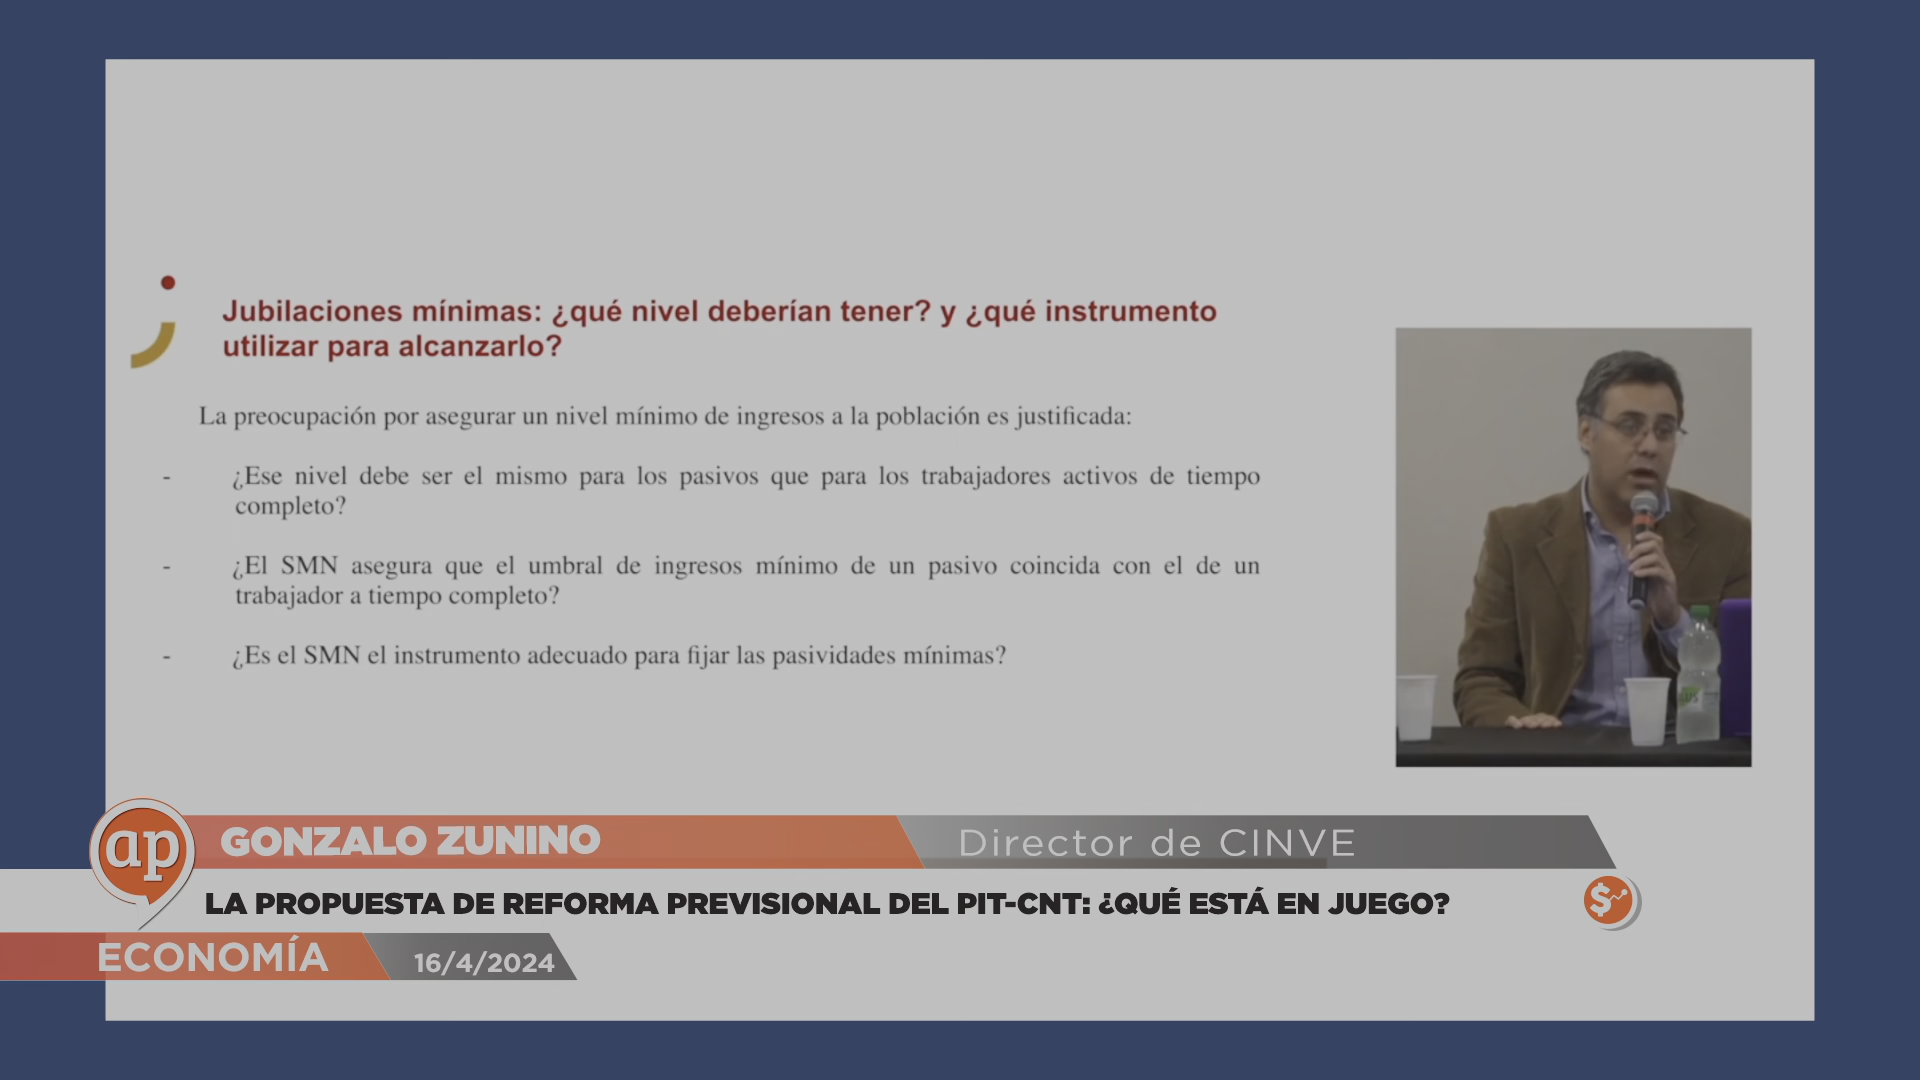 Jubilaciones mínimas: ¿qué nivel deberían tener? y ¿qué instrumento
utilizar para alcanzarlo?
La preocupación por asegurar un nivel mínimo de ingresos a la población es justificada:
- ¿Ese nivel debe ser el mismo para los pasivos que para los trabajadores activos de tiempo
completo?
- ¿El SMN asegura que el umbral de ingresos mínimo de un pasivo coincida con el de un
trabajador a tiempo completo?
- ¿Es el SMN el instrumento adecuado para fijar las pasividades mínimas?
ap
GONZALO ZUNINO
Director de CINVE
LA PROPUESTA DE REFORMA PREVISIONAL DEL PIT-CNT: ¿QUÉ ESTÁ EN JUEGO?
$
ECONOMÍA
16/4/2024